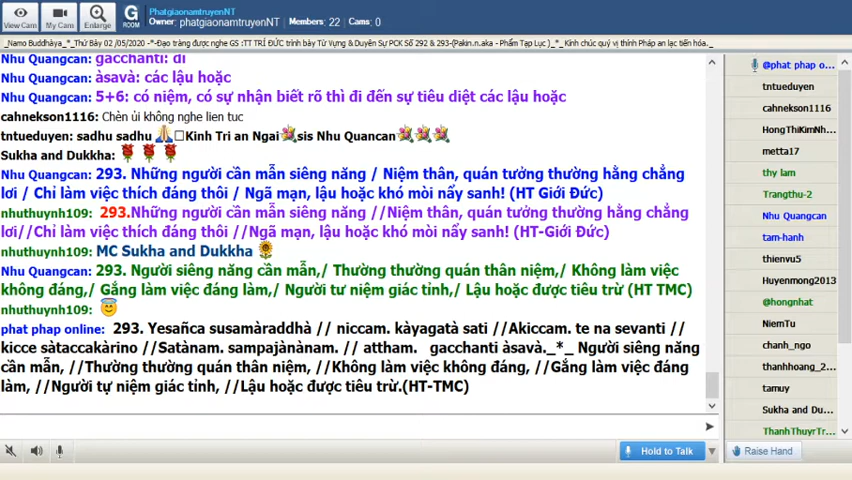 PhatgiaonamtruyenNT
Owner: phatgiaonamtruyenNT Members: 22 Cams: 0
View Cam My Cam Enlarge G ROOM
_Namo Buddhàya_*_Thứ Bảy 02 /05/2020 -*-Đạo tràng được nghe GS :TT TRÍ ĐỨC trình bày Từ Vựng & Duyên Sự PCK Số 292 & 293-(Pakin.n.aka - Phẩm Tạp Lục )_*_ Kính chúc quý vị thính Pháp an lạc tiến hóa._
Nhu Quangcan: gacchanti: đi
Nhu Quangcan: àsavà: các lậu hoặc
Nhu Quangcan: 5+6: có niệm, có sự nhận biết rõ thì đi đến sự tiêu diệt các lậu hoặc
cahnekson1116: Chèn ủi không nghe lien tuc
tntueduyen: sadhu sadhu 🙏Kinh Tri an Ngai💐sis Nhu Quancan💐💐💐
Sukha and Dukkha: 🌹 🌹 🌹
Nhu Quangcan: 293. Những người cần mẫn siêng năng / Niệm thân, quán tưởng thường hằng chẳng
lơi / Chỉ làm việc thích đáng thôi / Ngã mạn, lậu hoặc khó mòi nẩy sanh! (HT Giới Đức)
nhuthuynh109: 293.Những người cần mẫn siêng năng //Niệm thân, quán tưởng thường hằng chẳng
lơi//Chỉ làm việc thích đáng thôi //Ngã mạn, lậu hoặc khó mòi nẩy sanh! (HT-Giới Đức)
nhuthuynh109: MC Sukha and Dukkha 🌻
Nhu Quangcan: 293. Người siêng năng cần mẫn,/ Thường thường quán thân niệm,/ Không làm việc
không đáng,/ Gắng làm việc đáng làm,/ Người tư niệm giác tỉnh,/ Lậu hoặc được tiêu trừ (HT TMC)
nhuthuynh109: 😇
phat phap online: 293. Yesañca susamàraddhà // niccam. kàyagatà sati //Akiccam. te na sevanti //
kicce sàtaccakàrino //Satànam. sampajànànam. // attham. gacchanti àsavà._*_ Người siêng năng
cần mẫn, //Thường thường quán thân niệm, //Không làm việc không đáng, //Gắng làm việc đáng
làm, //Người tự niệm giác tỉnh, //Lậu hoặc được tiêu trừ.(HT-TMC)
@phat phap o...
tntueduyen
cahnekson1116
HongThiKimNh...
metta17
thy lam
Trangthu-2
Nhu Quangcan
tam-hanh
thienvu5
Huyenmong2013
@hongnhat
NiemTu
chanh_ngo
thanhhoang_2...
tamuy
Sukha and Du...
ThanhThuyrTr...
Hold to Talk
Raise Hand